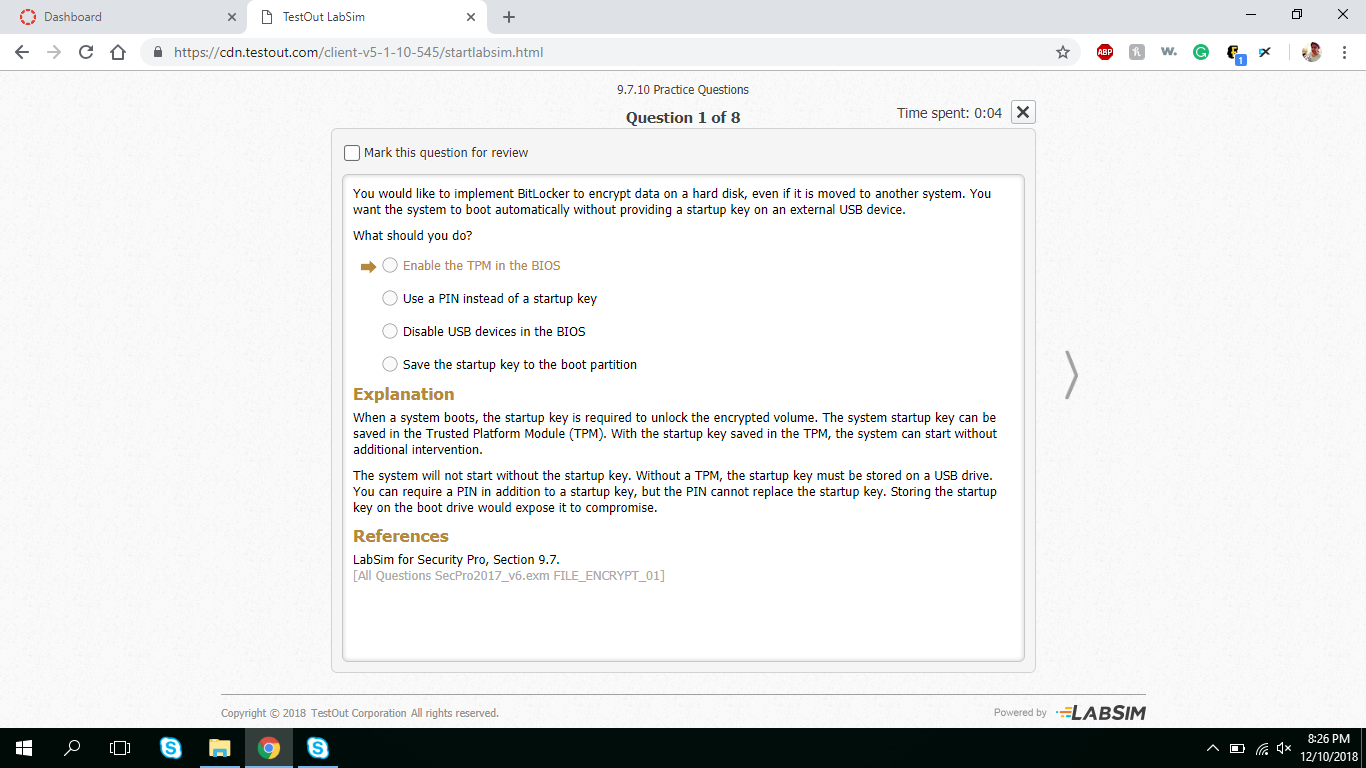 Dashboard
TestOut LabSim
https://cdn.testout.com/client-v5-1-10-545/startlabsim.html
ABP
w.
1
9.7.10 Practice Questions
Question 1 of 8
Time spent: 0:04
Mark this question for review
You would like to implement BitLocker to encrypt data on a hard disk, even if it is moved to another system. You
want the system to boot automatically without providing a startup key on an external USB device.
What should you do?
Enable the TPM in the BIOS
Use a PIN instead of a startup key
Disable USB devices in the BIOS
Save the startup key to the boot partition
Explanation
When a system boots, the startup key is required to unlock the encrypted volume. The system startup key can be
saved in the Trusted Platform Module (TPM). With the startup key saved in the TPM, the system can start without
additional intervention.
The system will not start without the startup key. Without a TPM, the startup key must be stored on a USB drive.
You can require a PIN in addition to a startup key, but the PIN cannot replace the startup key. Storing the startup
key on the boot drive would expose it to compromise.
References
LabSim for Security Pro, Section 9.7.
[All Questions SecPro2017_v6.exm FILE_ENCRYPT_01]
Copyright © 2018 TestOut Corporation All rights reserved.
Powered by LABSIM
8:26 PM
12/10/2018